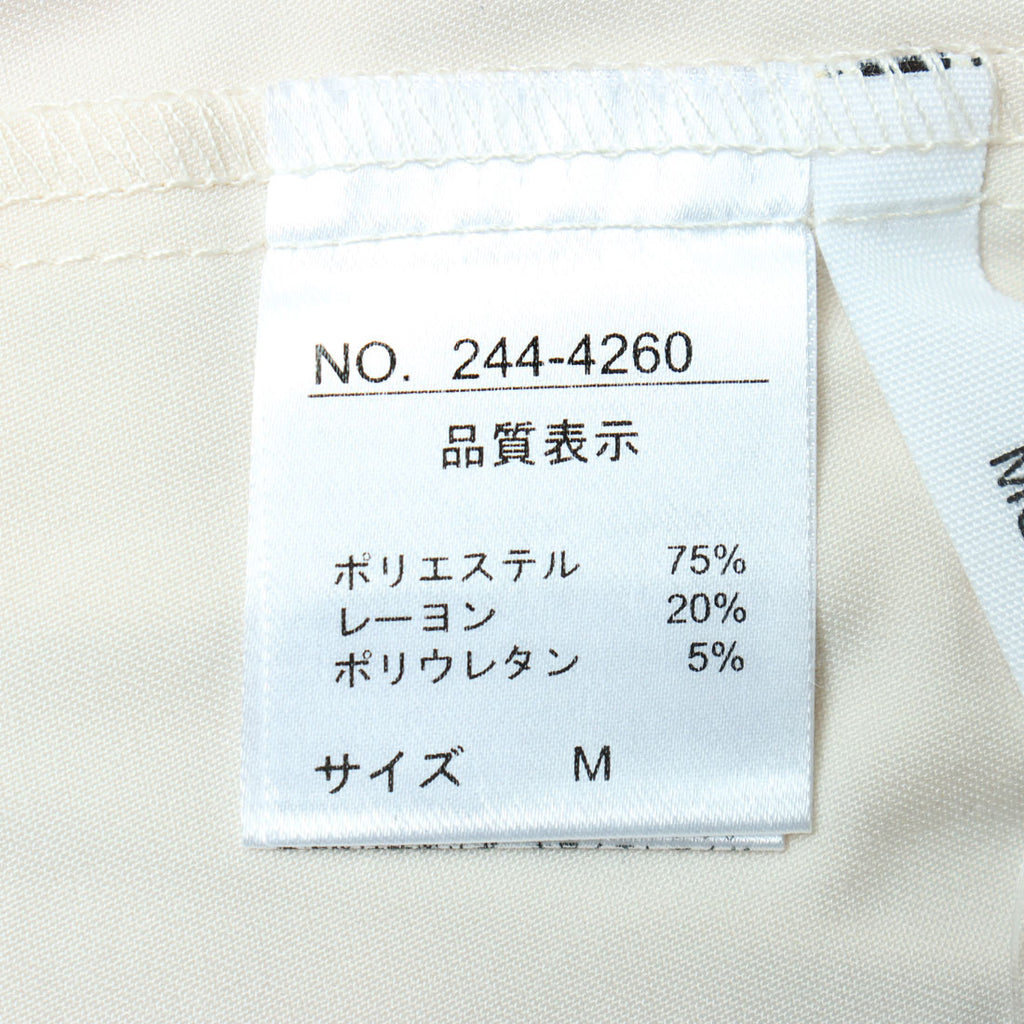 NO. 244-4260
品質表示
ポリエステル 75%
レーヨン 20%
ポリウレタン 5%
サイズ M